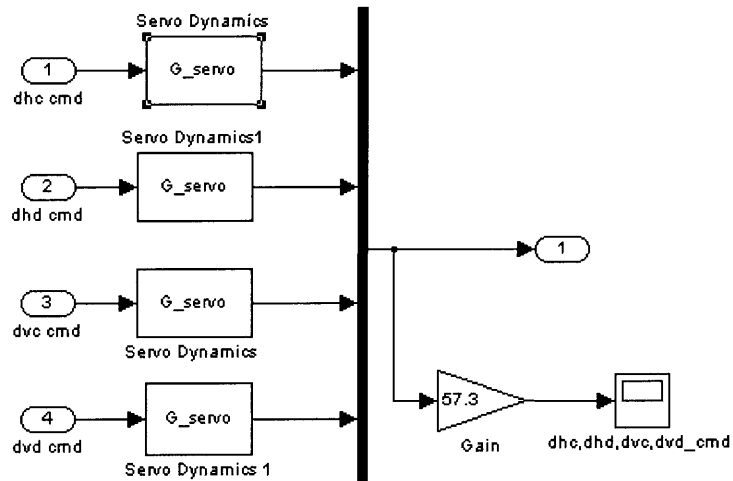 Servo Dynamics
1
G_servo
dhc cmd
Servo Dynamics1
2
G_servo
dhd cmd
1
3
G_servo
dvc cmd
Servo Dynamics
57.3
4
G_servo
Gain
dhc,dhd,dvc,dvd_cmd
dvd cmd
Servo Dynamics 1